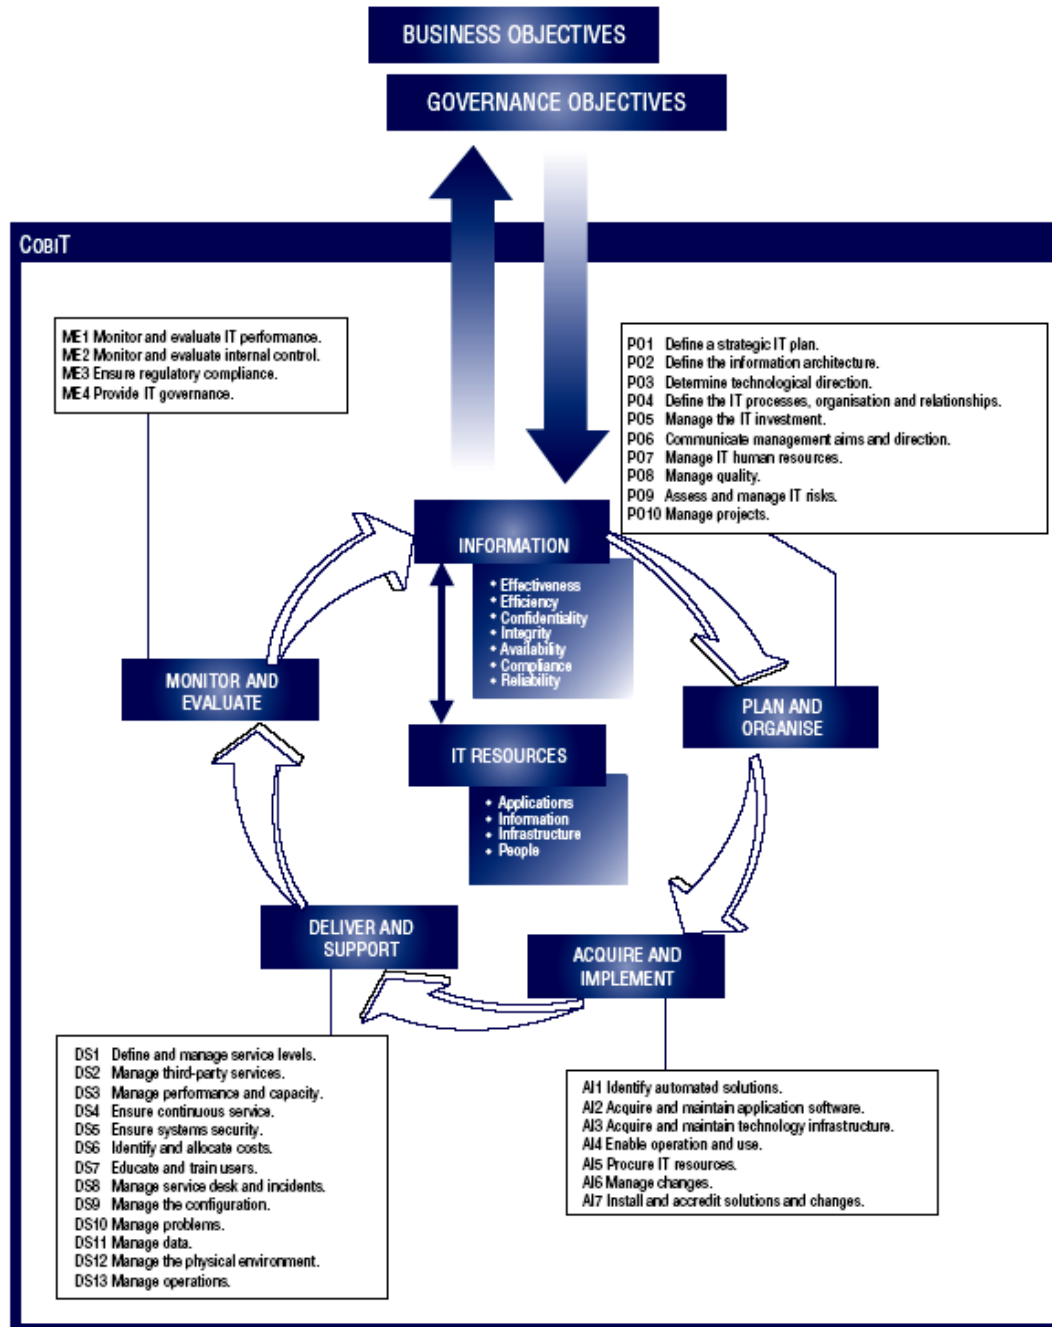 BUSINESS OBJECTIVES
GOVERNANCE OBJECTIVES
COBIT
ME1 Monitor and evaluate IT performance.
ME2 Monitor and evaluate internal control.
ME3 Ensure regulatory compliance.
ME4 Provide IT governance.
PO1 Define a strategic IT plan.
PO2 Define the information architecture.
PO3 Determine technological direction.
PO4 Define the IT processes, organisation and relationships.
PO5 Manage the IT investment.
PO6 Communicate management aims and direction.
PO7 Manage IT human resources.
PO8 Manage quality.
PO9 Assess and manage IT risks.
PO10 Manage projects.
INFORMATION
• Effectiveness
• Efficiency
• Confidentiality
• Integrity
• Availability
• Compliance
• Reliability
MONITOR AND
EVALUATE
PLAN AND
ORGANISE
IT RESOURCES
• Applications
• Information
• Infrastructure
• People
DELIVER AND
SUPPORT
ACQUIRE AND
IMPLEMENT
DS1 Define and manage service levels.
DS2 Manage third-party services.
DS3 Manage performance and capacity.
DS4 Ensure continuous service.
DS5 Ensure systems security.
DS6 Identify and allocate costs.
DS7 Educate and train users.
DS8 Manage service desk and incidents.
DS9 Manage the configuration.
DS10 Manage problems.
DS11 Manage data.
DS12 Manage the physical environment.
DS13 Manage operations.
AI1 Identify automated solutions.
AI2 Acquire and maintain application software.
AI3 Acquire and maintain technology infrastructure.
AI4 Enable operation and use.
AI5 Procure IT resources.
AI6 Manage changes.
AI7 Install and accredit solutions and changes.